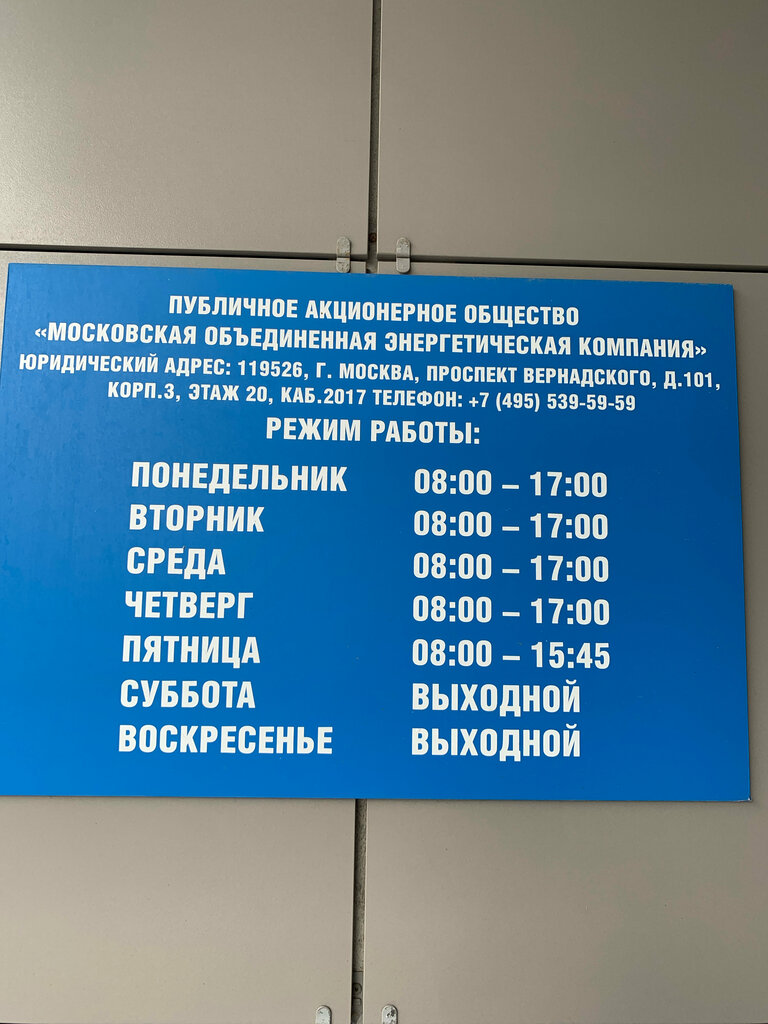 ПУБЛИЧНОЕ АКЦИОНЕРНОЕ ОБЩЕСТВО
«МОСКОВСКАЯ ОБЪЕДИНЕННАЯ ЭНЕРГЕТИЧЕСКАЯ КОМПАНИЯ»
ЮРИДИЧЕСКИЙ АДРЕС: 119526, Г. МОСКВА, ПРОСПЕКТ ВЕРНАДСКОГО, Д.101,
КОРП.3, ЭТАЖ 20, КАБ.2017 ТЕЛЕФОН: +7 (495) 539-59-59
РЕЖИМ РАБОТЫ:
ПОНЕДЕЛЬНИК 08:00 – 17:00
ВТОРНИК 08:00 – 17:00
СРЕДА 08:00 – 17:00
ЧЕТВЕРГ 08:00 – 17:00
ПЯТНИЦА 08:00 – 15:45
СУББОТА ВЫХОДНОЙ
ВОСКРЕСЕНЬЕ ВЫХОДНОЙ